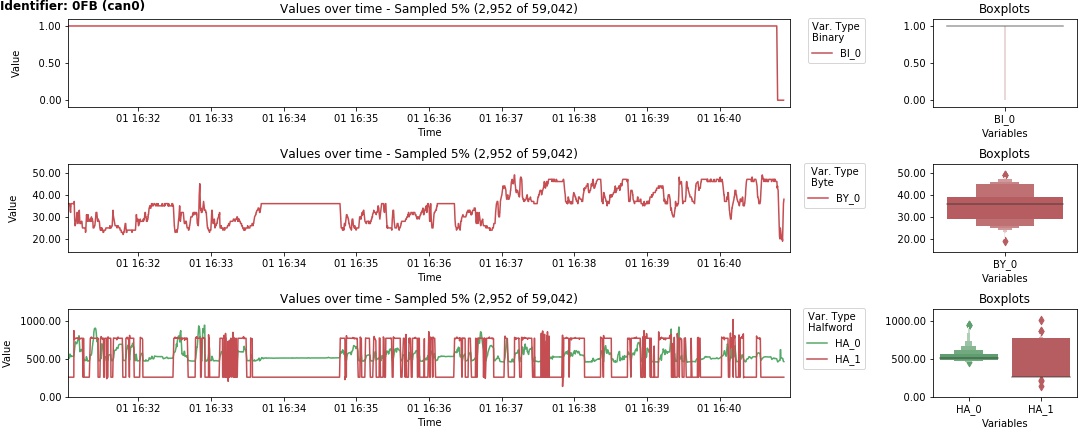 Identifier: 0FB (can0)
Values over time - Sampled 5% (2,952 of 59,042)
Value
1.00
0.50
0.00
01 16:32 01 16:33 01 16:34 01 16:35 01 16:36 01 16:37 01 16:38 01 16:39 01 16:40
Time
Var. Type
Binary
BI_0
Boxplots
1.00
0.50
0.00
BI_0
Variables
Values over time - Sampled 5% (2,952 of 59,042)
Value
50.00
40.00
30.00
20.00
01 16:32 01 16:33 01 16:34 01 16:35 01 16:36 01 16:37 01 16:38 01 16:39 01 16:40
Time
Var. Type
Byte
BY_0
Boxplots
50.00
40.00
30.00
20.00
BY_0
Variables
Values over time - Sampled 5% (2,952 of 59,042)
Value
1000.00
500.00
0.00
01 16:32 01 16:33 01 16:34 01 16:35 01 16:36 01 16:37 01 16:38 01 16:39 01 16:40
Time
Var. Type
Halfword
HA_0
HA_1
Boxplots
1000.00
500.00
0.00
HA_0 HA_1
Variables